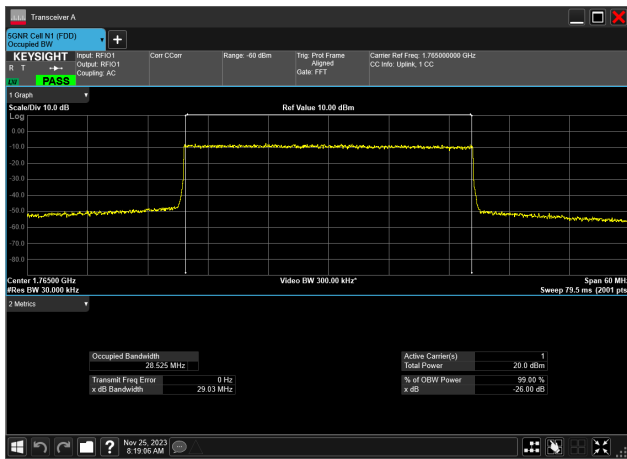 Transceiver A
5GNR Cell N1 (FDD)
Occupied BW
KEYSIGHT
R T
LNI
PASS
Input: RFIO1
Output: RFIO1
Coupling: AC
Corr CCorr
Range: -60 dBm
Trig: Prot Frame
Aligned
Gate: FFT
Carrier Ref Freq: 1.765000000 GHz
CC Info: Uplink, 1 CC
1 Graph
Scale/Div 10.0 dB
Ref Value 10.00 dBm
Log
0.00
-10.0
-20.0
-30.0
-40.0
-50.0
-60.0
-70.0
-80.0
Center 1.76500 GHz
Video BW 300.00 kHz*
Span 60 MHz
#Res BW 30.000 kHz
Sweep 79.5 ms (2001 pts
2 Metrics
Occupied Bandwidth
28.525 MHz
Transmit Freq Error 0 Hz
x dB Bandwidth 29.03 MHz
Active Carrier(s) 1
Total Power 20.0 dBm
% of OBW Power 99.00 %
x dB -26.00 dB
?
Nov 25, 2023
8:19:06 AM